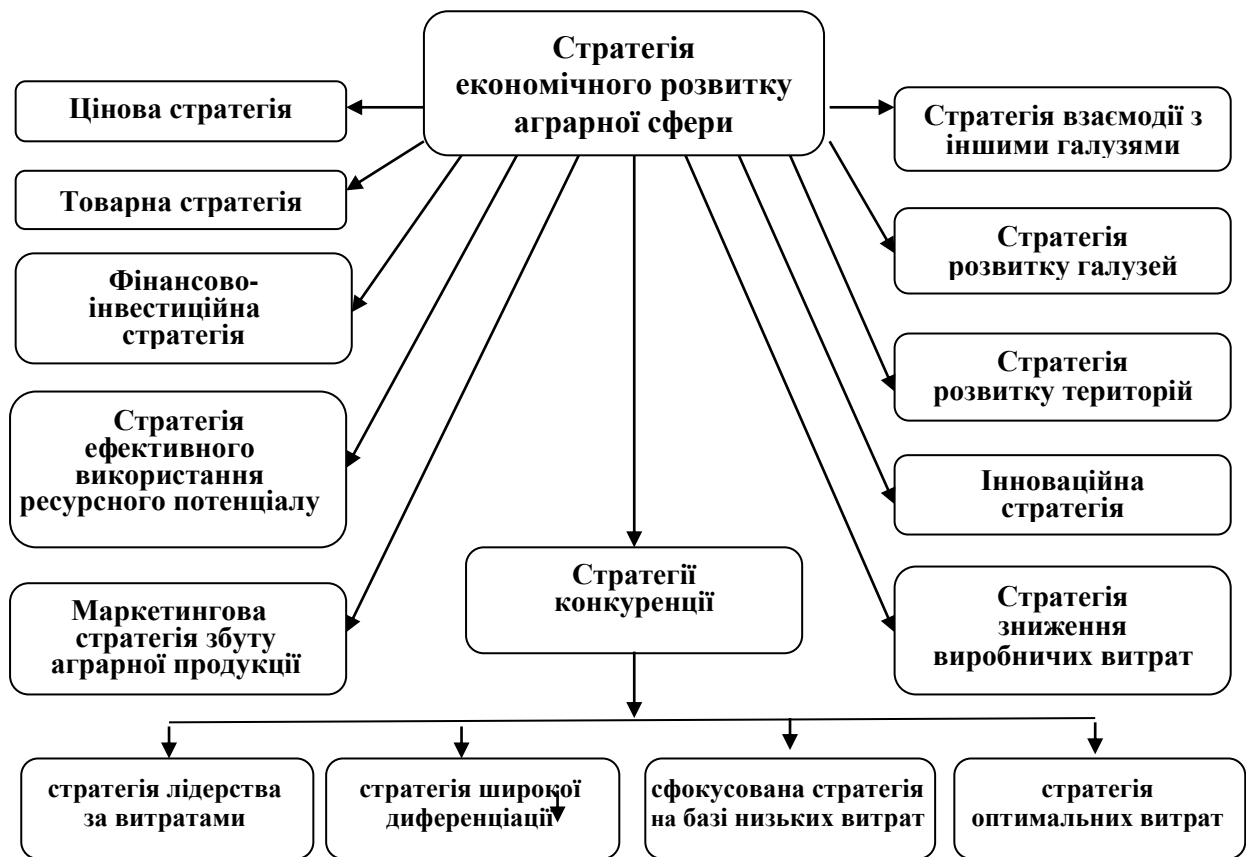 Стратегія
економічного розвитку
аграрної сфери
Цінова стратегія
Товарна стратегія
Фінансово-
інвестиційна
стратегія
Стратегія
ефективного
використання
ресурсного потенціалу
Маркетингова
стратегія збуту
аграрної продукції
Стратегія взаємодії з
іншими галузями
Стратегія
розвитку галузей
Стратегія
розвитку територій
Інноваційна
стратегія
Стратегія
зниження
виробничих витрат
Стратегії
конкуренції
стратегія лідерства
за витратами
стратегія широкої
диференціації
сфокусована стратегія
на базі низьких витрат
стратегія
оптимальних витрат